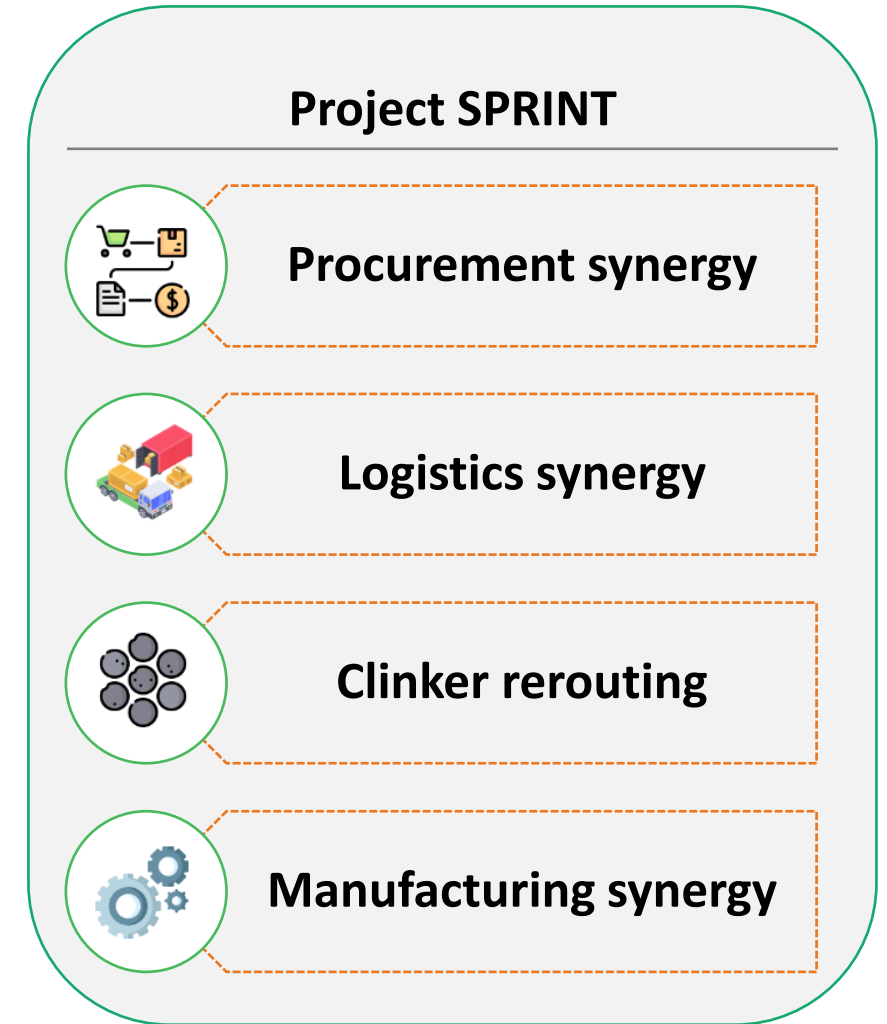 Project SPRINT
Procurement synergy
Logistics synergy
Clinker rerouting
Manufacturing synergy